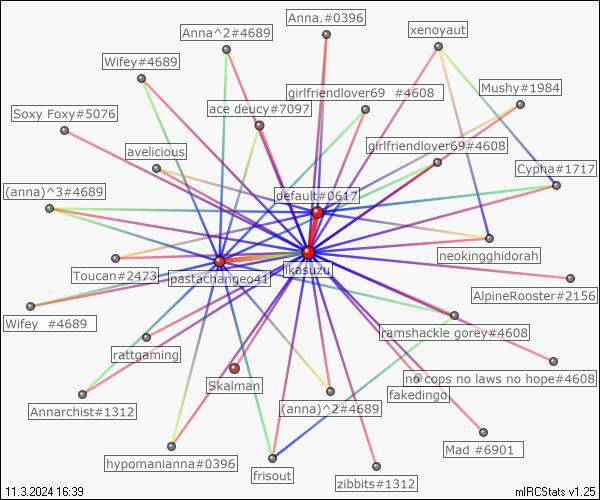 Anna.#0396
Anna^2#4689
xenoyaut
Wifey#4689
girlfriendlover69  #4608
Mushy#1984
Soxy Foxy#5076
ace deucy#7097
avelicious
girlfriendlover69#4608
Cypha#1717
(anna)^3#4689
default#0617
neokingghidorah
Toucan#2473
pastachangeo41
ikasuzu
AlpineRooster#2156
Wifey  #4689
ramshackle gorey#4608
rattgaming
no cops no laws no hope#4608
Skalman
fakedingo
Annarchist#1312
(anna)^2#4689
Mad #6901
hypomanianna#0396
frisout
zibbits#1312
11.3.2024 16:39
mIRCStats v1.25